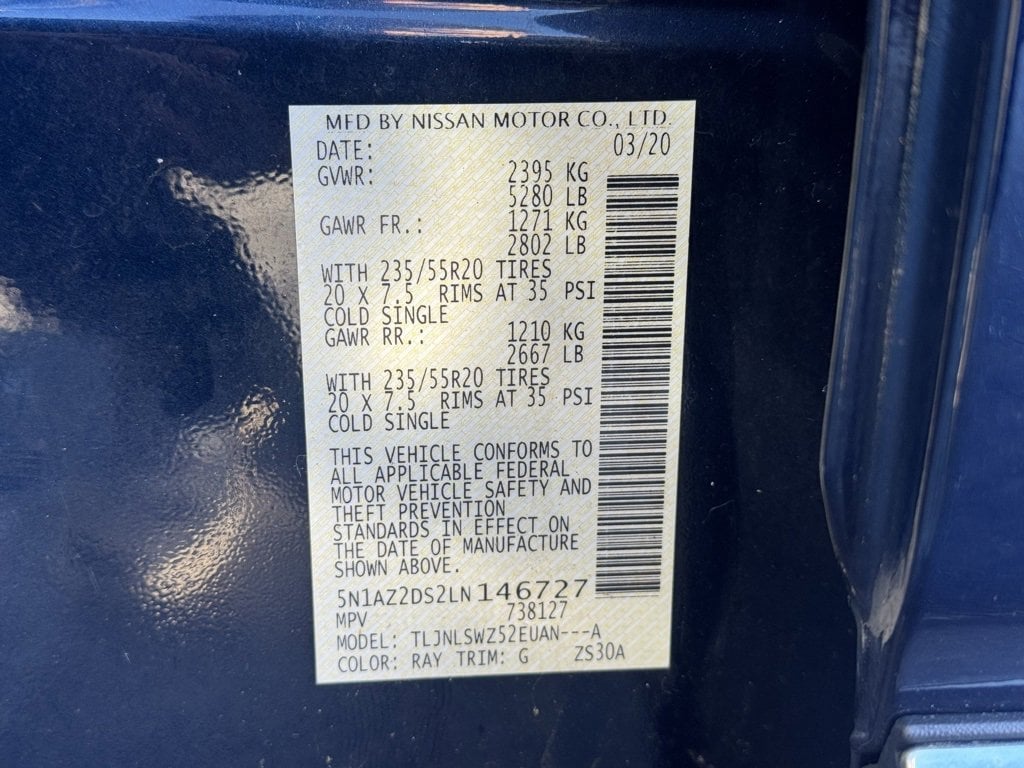 MFD BY NISSAN MOTOR CO., LTD.
DATE: 03/20
GVWR: 2395 KG
5280 LB
GAWR FR.: 1271 KG
2802 LB
WITH 235/55R20 TIRES
20 X 7.5 RIMS AT 35 PSI
COLD SINGLE
GAWR RR.: 1210 KG
2667 LB
WITH 235/55R20 TIRES
20 X 7.5 RIMS AT 35 PSI
COLD SINGLE
THIS VEHICLE CONFORMS TO
ALL APPLICABLE FEDERAL
MOTOR VEHICLE SAFETY AND
THEFT PREVENTION
STANDARDS IN EFFECT ON
THE DATE OF MANUFACTURE
SHOWN ABOVE.
5N1AZ2DS2LN146727
MPV 738127
MODEL: TLJNLSWZ52EUAN---A
COLOR: RAY TRIM: G ZS30A